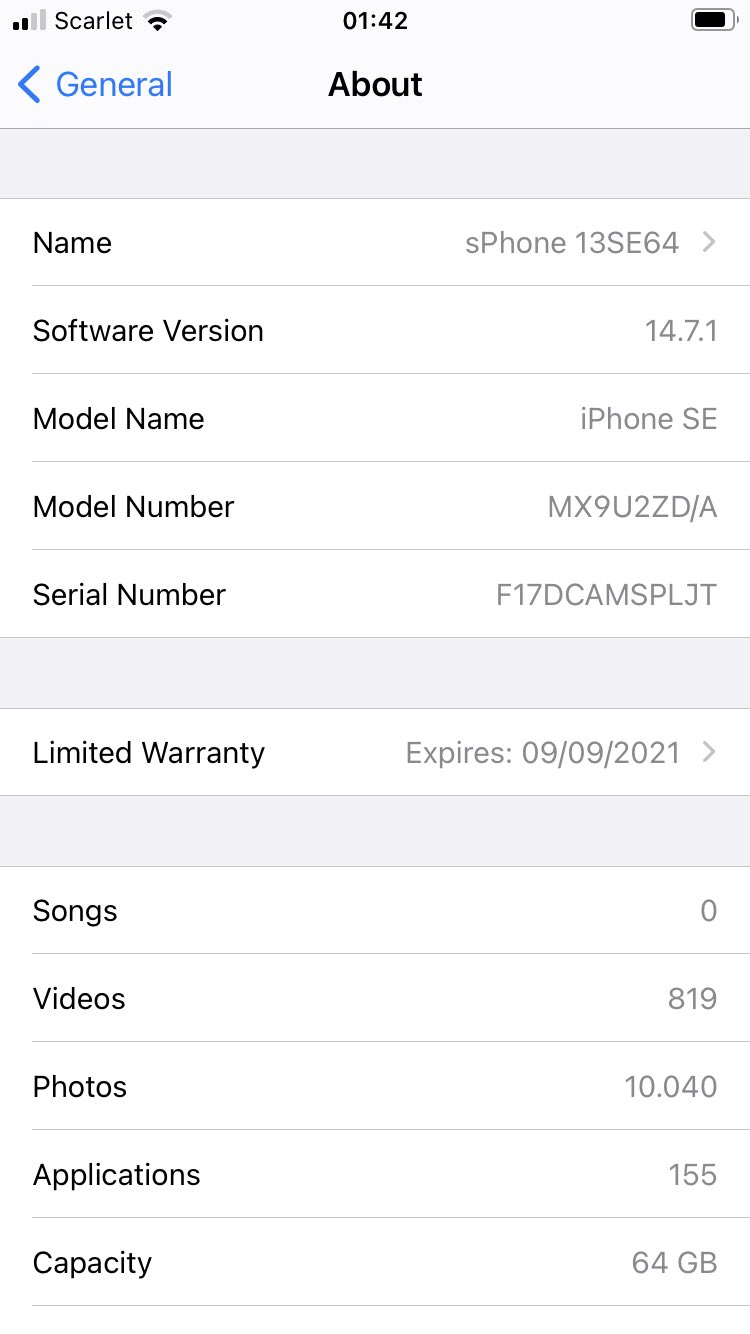 Scarlet 01:42
General About
Name sPhone 13SE64
Software Version 14.7.1
Model Name iPhone SE
Model Number MX9U2ZD/A
Serial Number F17DCAMSPLJT
Limited Warranty Expires: 09/09/2021
Songs 0
Videos 819
Photos 10.040
Applications 155
Capacity 64 GB